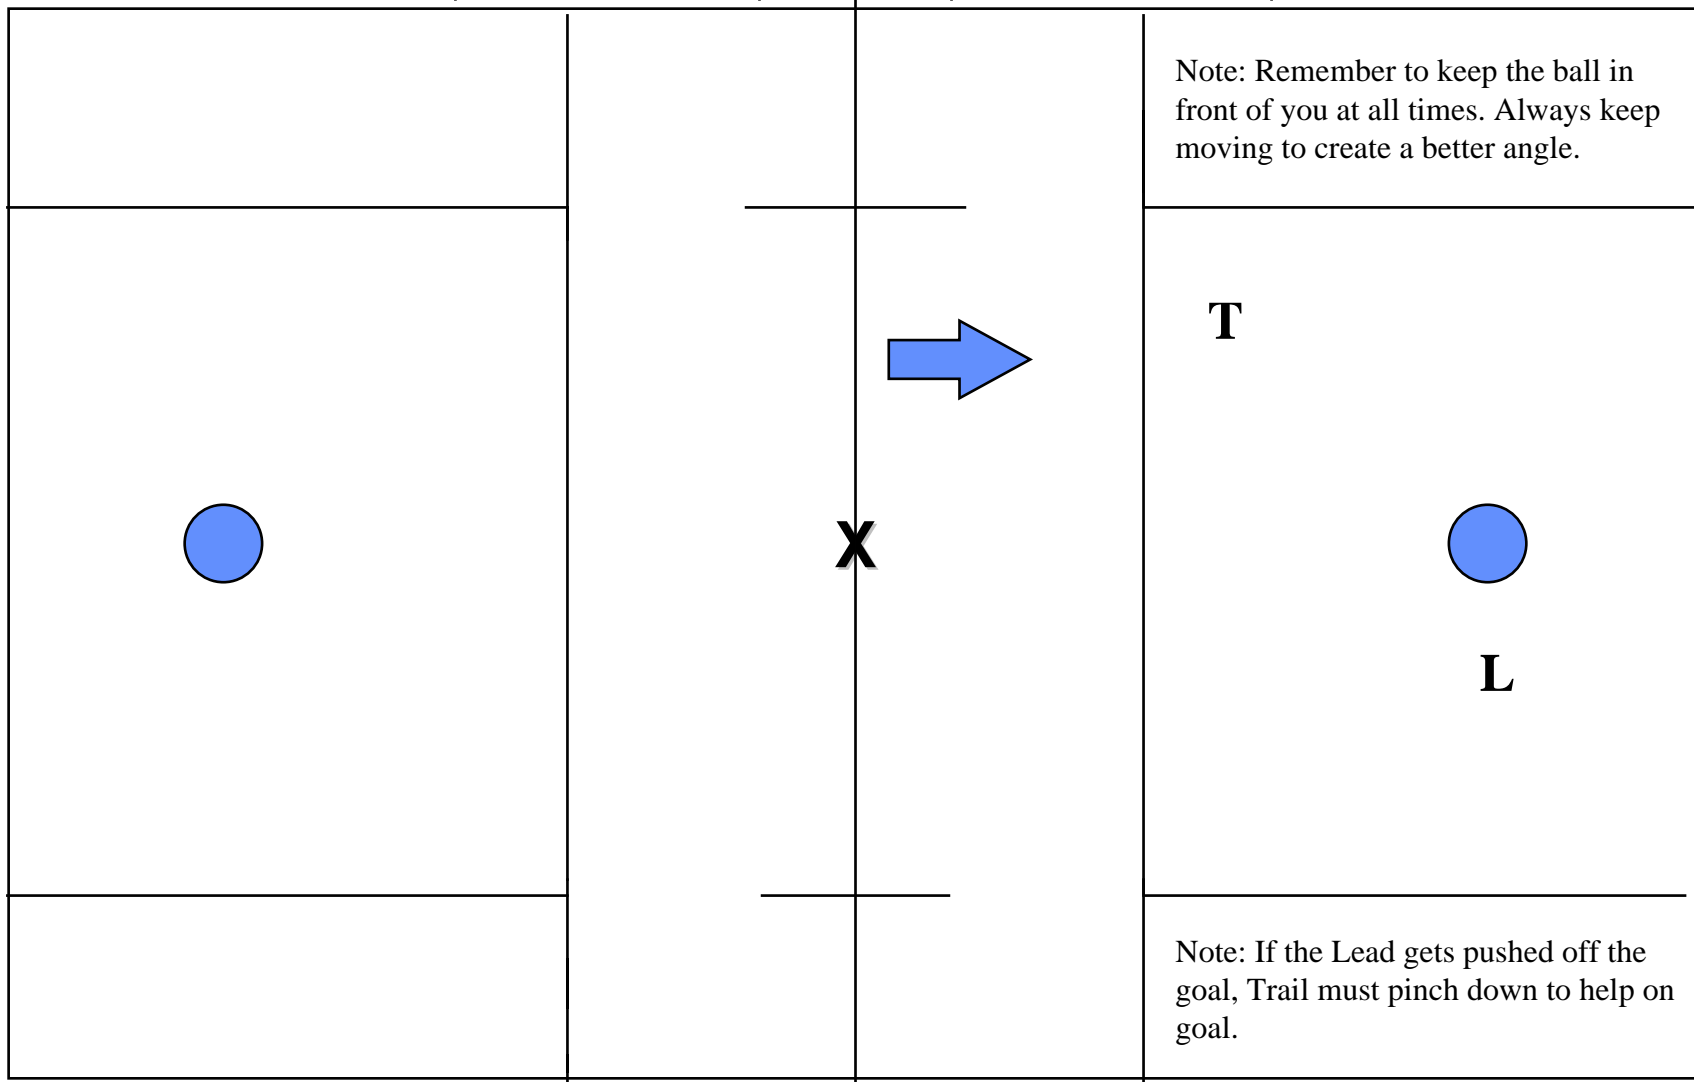 Note: Remember to keep the ball in
front of you at all times. Always keep
moving to create a better angle.
T
X
L
Note: If the Lead gets pushed off the
goal, Trail must pinch down to help on
goal.